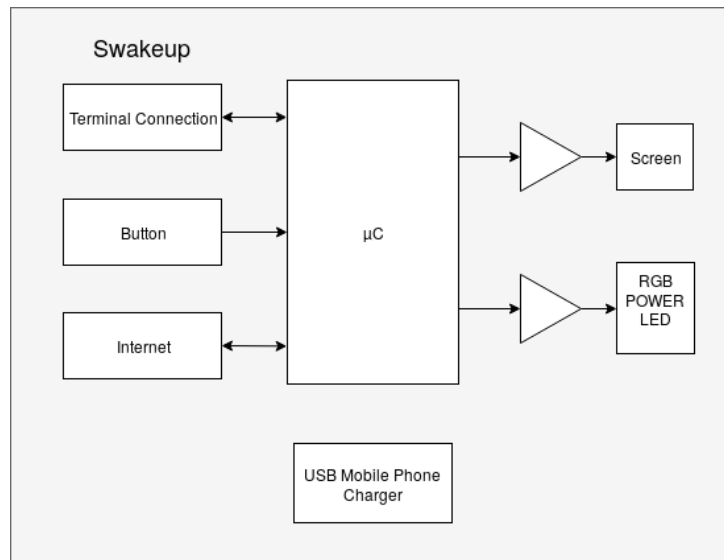 Swakeup
Terminal Connection
Button
Internet
µC
Screen
RGB
POWER
LED
USB Mobile Phone
Charger